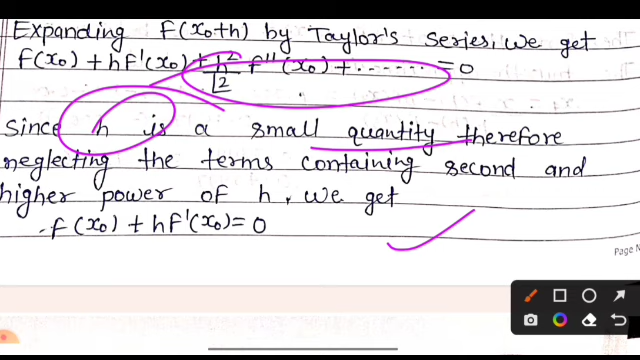 Expanding f(x₀+h) by Taylor's series, we get
f(x₀) + hf'(x₀) + h²/⌊2 f''(x₀) + ...... = 0
Since h is a small quantity therefore
neglecting the terms containing second and
higher power of h, we get
f(x₀) + hf'(x₀) = 0
Page N